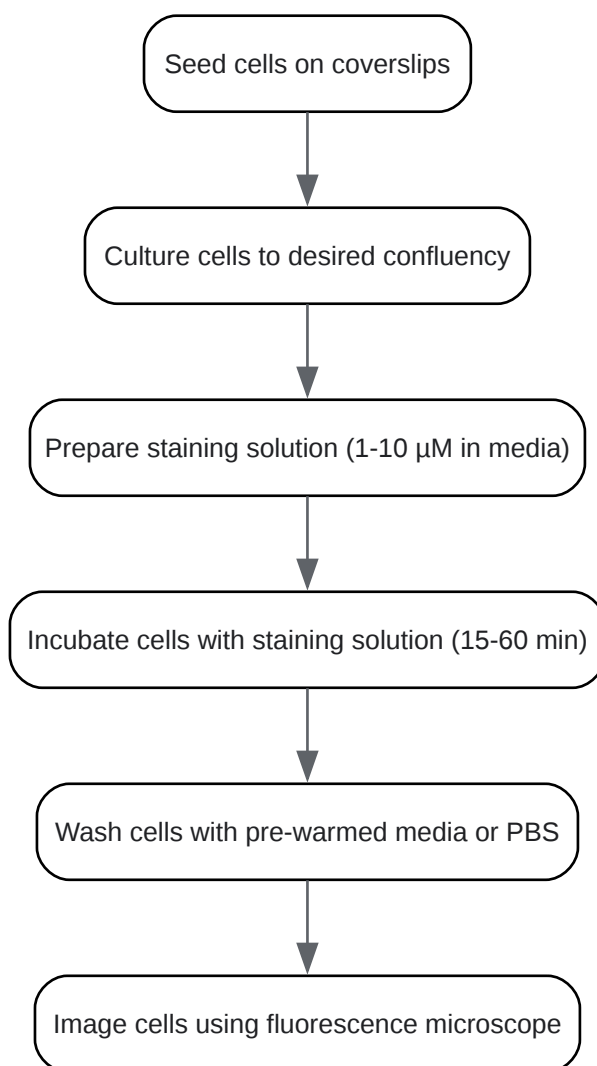 Seed cells on coverslips
Culture cells to desired confluency
Prepare staining solution (1-10 µM in media)
Incubate cells with staining solution (15-60 min)
Wash cells with pre-warmed media or PBS
Image cells using fluorescence microscope